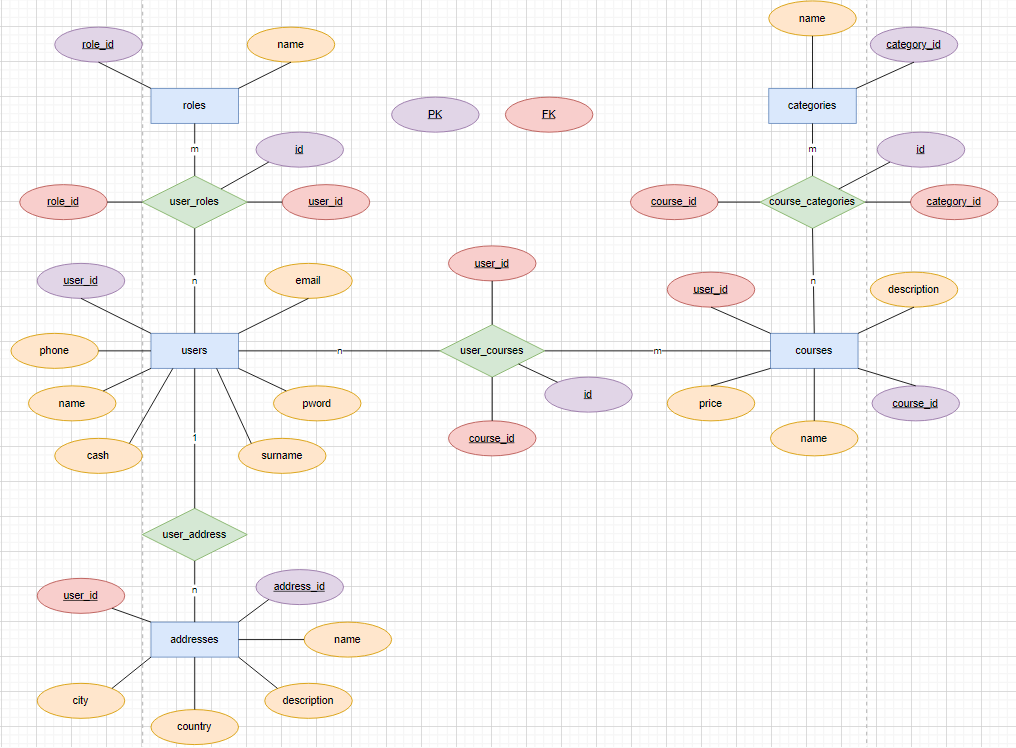 name
role_id
name
category_id
roles
PK
FK
categories
m
id
m
id
role_id
user_roles
user_id
course_id
course_categories
category_id
user_id
user_id
n
email
n
user_id
description
phone
users
n
user_courses
m
courses
name
pword
id
price
course_id
1
course_id
name
cash
surname
user_address
n
user_id
address_id
addresses
name
city
country
description